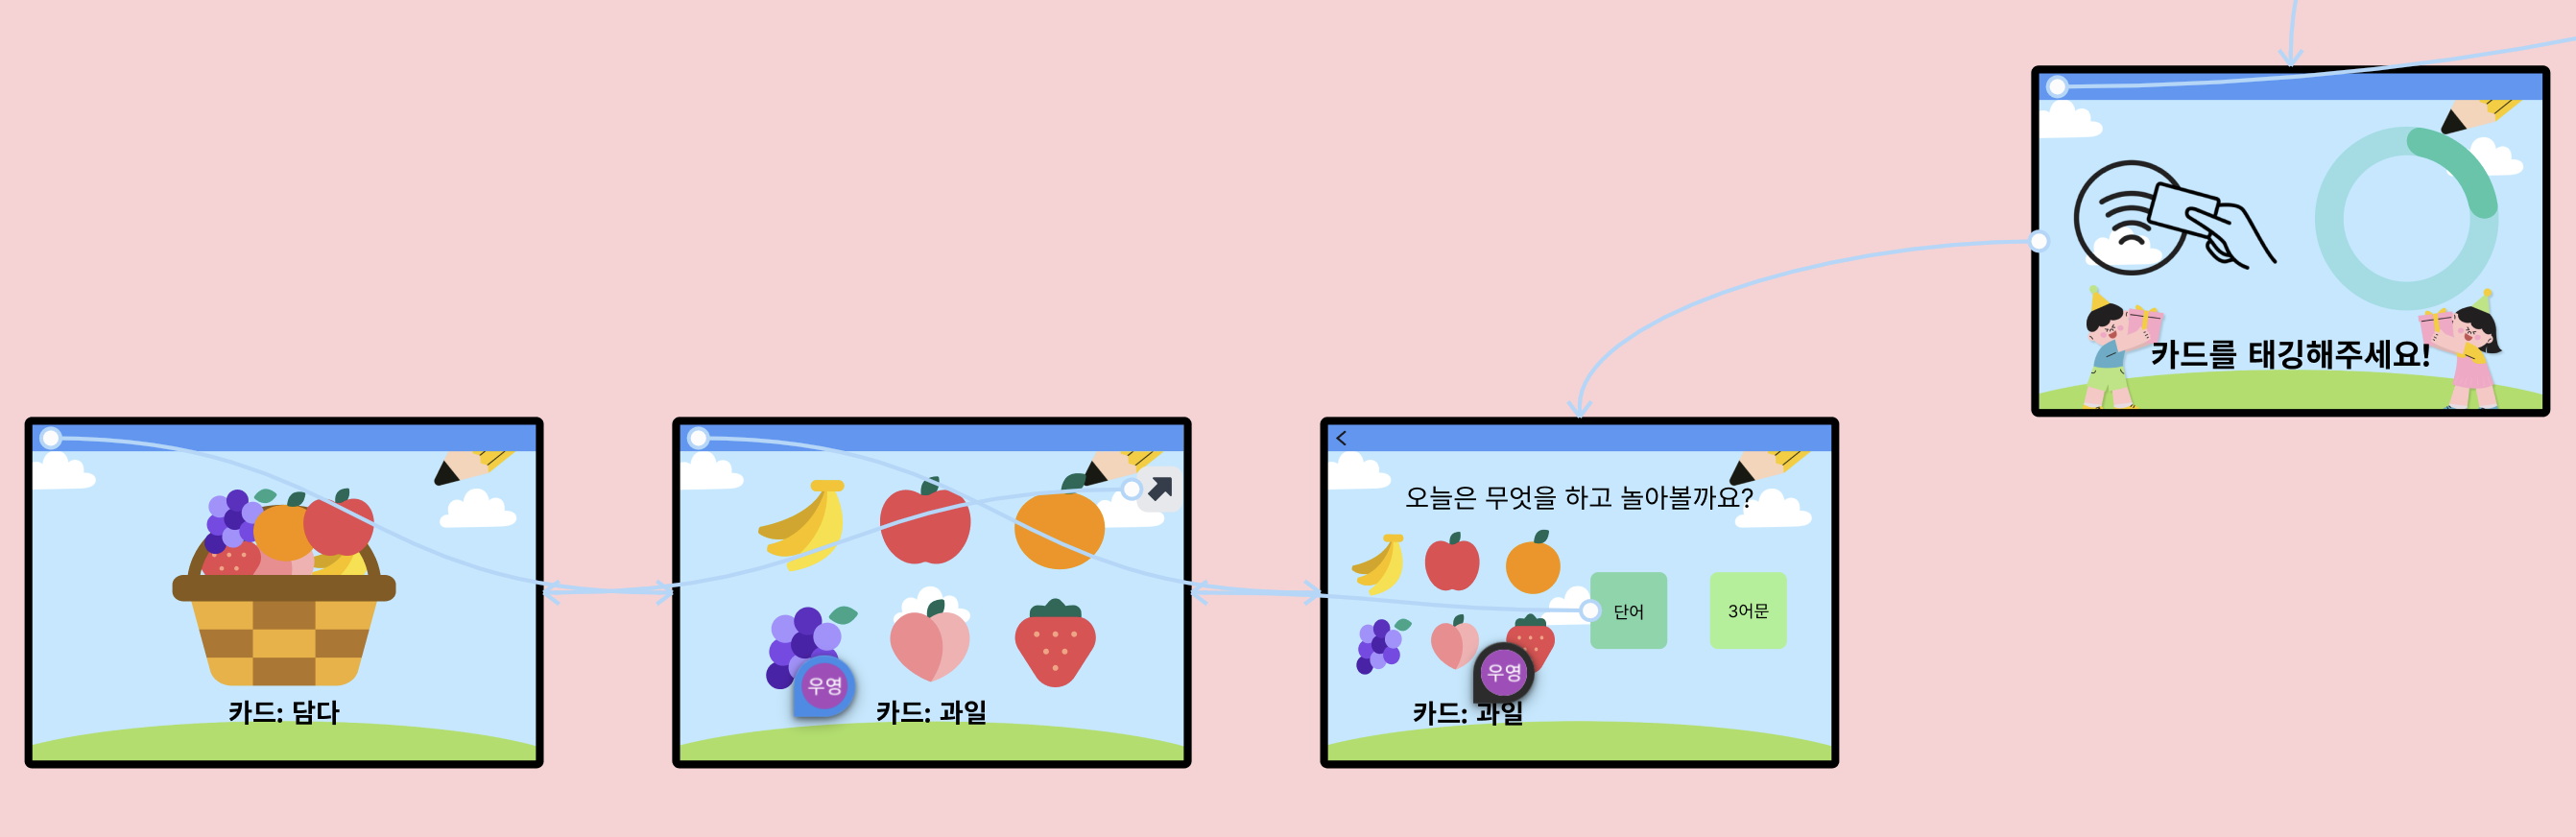 카드를 태깅해주세요!
카드: 담다
우영
카드: 과일
오늘은 무엇을 하고 놀아볼까요?
단어
3어문
우영
카드: 과일